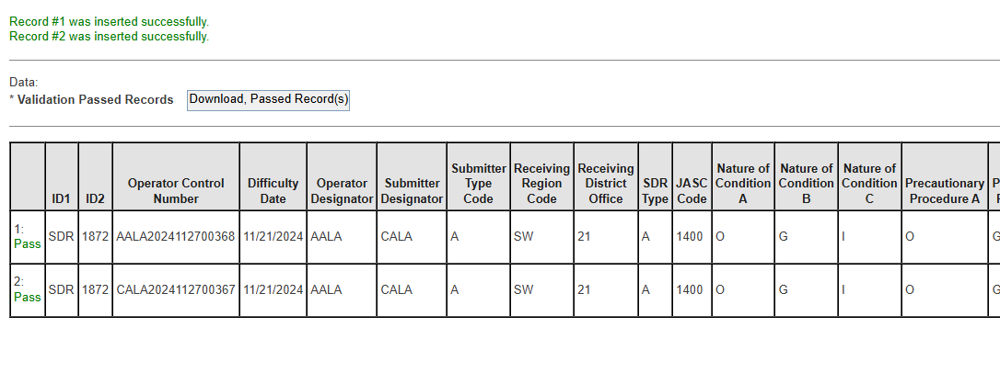 Record #1 was inserted successfully.
Record #2 was inserted successfully.
Data:
* Validation Passed Records Download, Passed Record(s)
ID1 ID2 Operator Control Number Difficulty Date Operator Designator Submitter Designator Submitter Type Code Receiving Region Code Receiving District Office SDR Type JASC Code Nature of Condition A Nature of Condition B Nature of Condition C Precautionary Procedure A
1: Pass SDR 1872 AALA2024112700368 11/21/2024 AALA CALA A SW 21 A 1400 O G I O G
2: Pass SDR 1872 CALA2024112700367 11/21/2024 AALA CALA A SW 21 A 1400 O G I O G